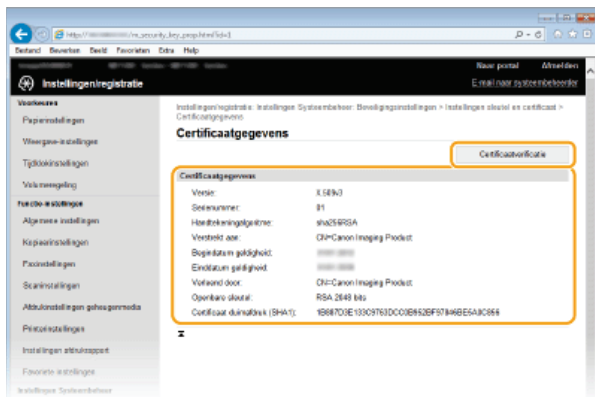 Bestand Bewerken Beeld Favorieten Extra Help
Naar portal Afmelden
Instellingen/registratie
E-mail naar systeembeheerder
Voorkeuren
Papierinstellingen
Weergave-instellingen
Tijdklokinstellingen
Volumeregeling
Functie-instellingen
Algemene instellingen
Kopieerinstellingen
Faxinstellingen
Scaninstellingen
Afdrukinstellingen geheugenmedia
Printerinstellingen
Instellingen afdrukrapport
Favoriete instellingen
Instellingen Systeembeheer
Instellingen/registratie: Instellingen Systeembeheer: Beveiligingsinstellingen > Instellingen sleutel en certificaat >
Certificaatgegevens
Certificaatgegevens
Certificaatverificatie
Certificaatgegevens
Versie: X.509v3
Serienummer: 01
Handtekeningalgoritme: sha256RSA
Verstrekt aan: CN=Canon Imaging Product
Begindatum geldigheid:
Einddatum geldigheid:
Verleend door: CN=Canon Imaging Product
Openbare sleutel: RSA 2048 bits
Certificaat duimafdruk (SHA1):